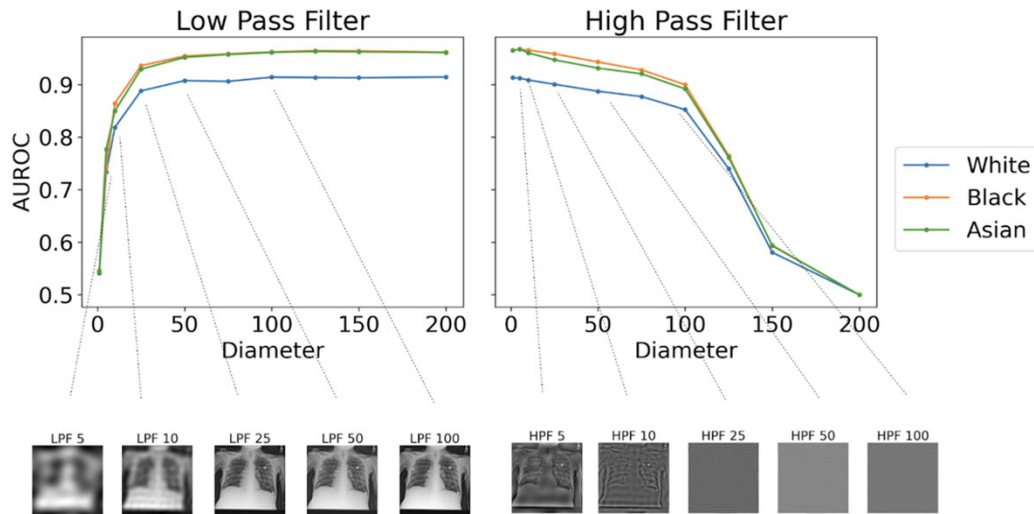 Low Pass Filter
High Pass Filter
AUROC
0.9
0.8
0.7
0.6
0.5
0 50 100 150 200
Diameter
0 50 100 150 200
Diameter
White
Black
Asian
LPF 5 LPF 10 LPF 25 LPF 50 LPF 100
HPF 5 HPF 10 HPF 25 HPF 50 HPF 100